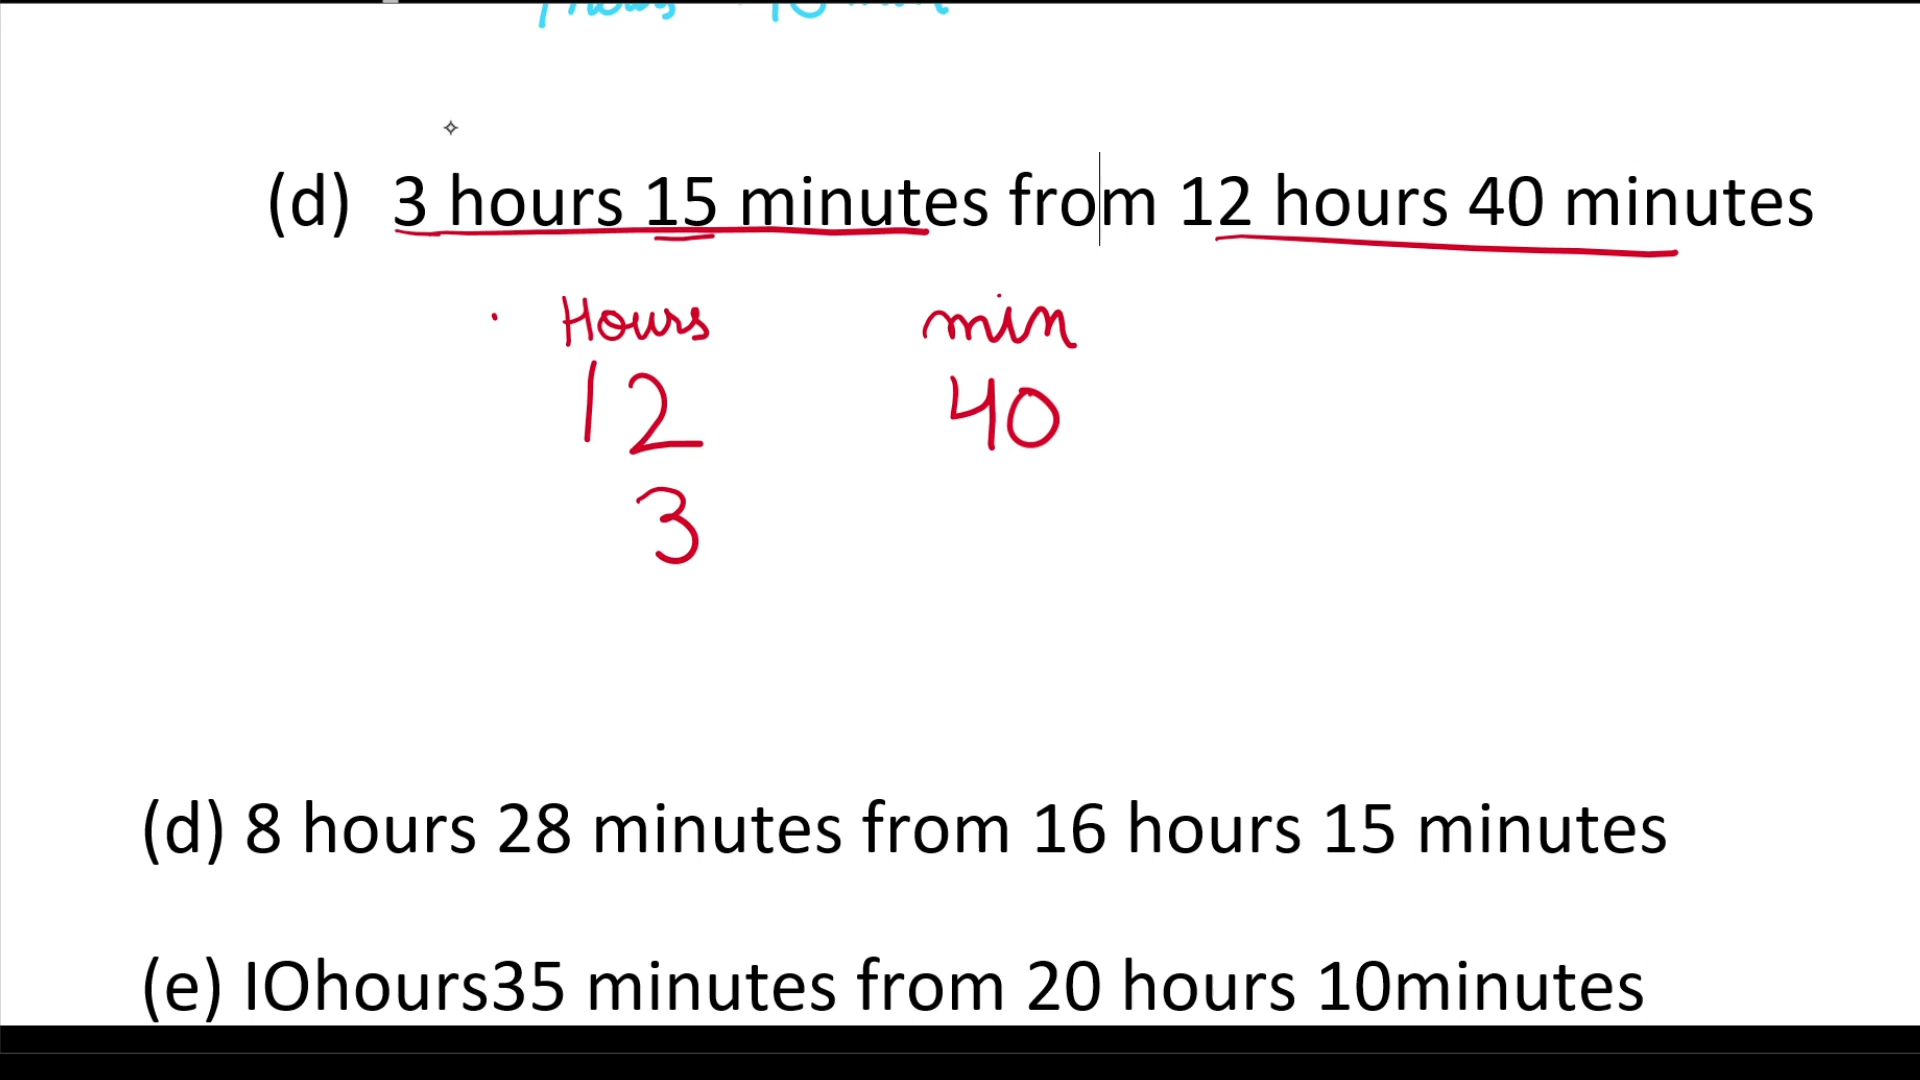 (d) 3 hours 15 minutes from 12 hours 40 minutes
Hours min
12 40
3
(d) 8 hours 28 minutes from 16 hours 15 minutes
(e) IOhours35 minutes from 20 hours 10minutes